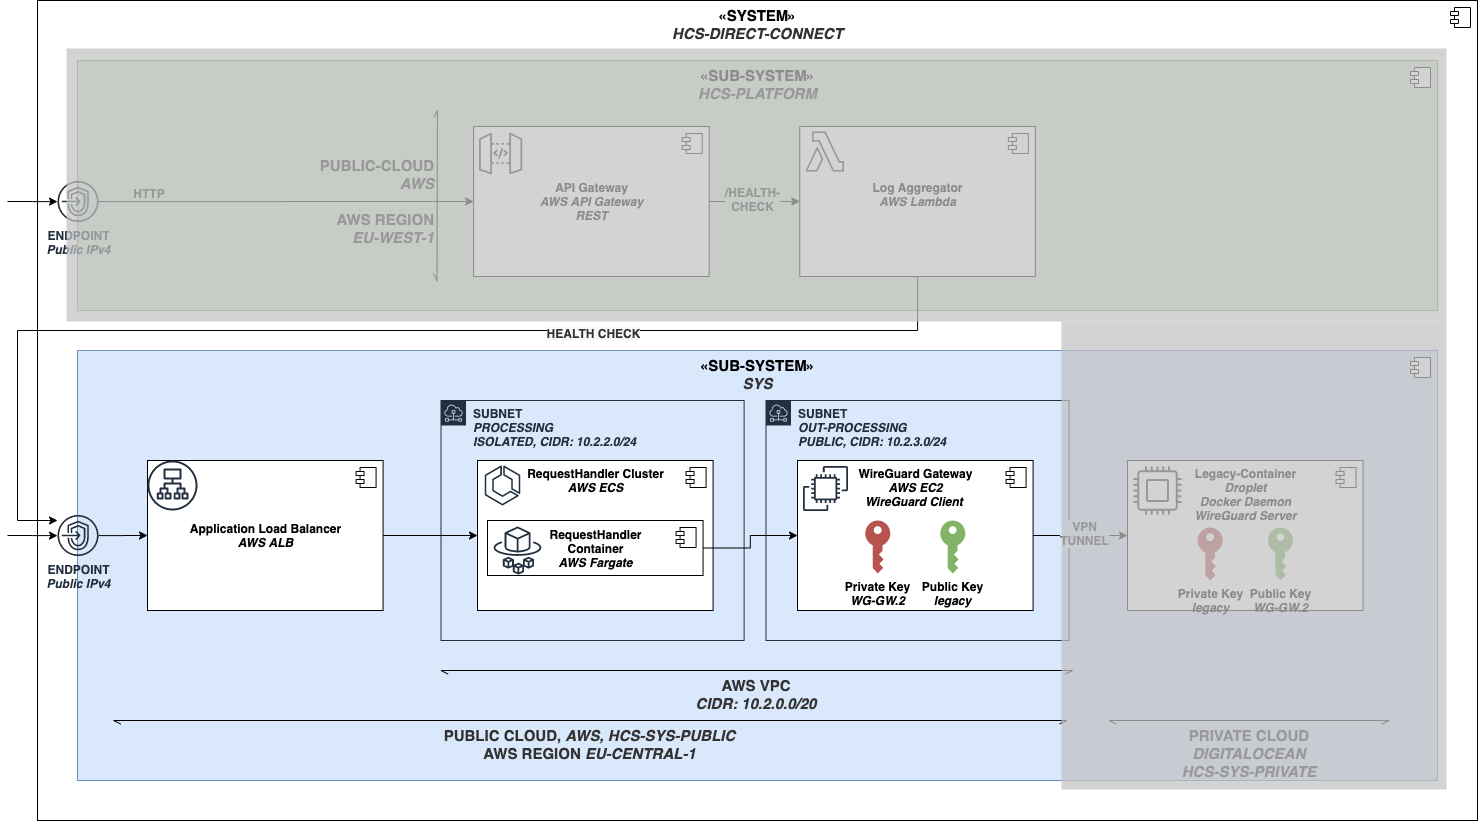 «SYSTEM»
HCS-DIRECT-CONNECT
«SUB-SYSTEM»
HCS-PLATFORM
PUBLIC-CLOUD
AWS
HTTP
AWS REGION
EU-WEST-1
API Gateway
AWS API Gateway
REST
/HEALTH-
CHECK
Log Aggregator
AWS Lambda
ENDPOINT
Public IPv4
HEALTH CHECK
«SUB-SYSTEM»
SYS
SUBNET
PROCESSING
ISOLATED, CIDR: 10.2.2.0/24
SUBNET
OUT-PROCESSING
PUBLIC, CIDR: 10.2.3.0/24
ENDPOINT
Public IPv4
Application Load Balancer
AWS ALB
RequestHandler Cluster
AWS ECS
RequestHandler
Container
AWS Fargate
WireGuard Gateway
AWS EC2
WireGuard Client
Private Key
WG-GW.2
Public Key
legacy
VPN
TUNNEL
Legacy-Container
Droplet
Docker Daemon
WireGuard Server
Private Key
legacy
Public Key
WG-GW.2
AWS VPC
CIDR: 10.2.0.0/20
PUBLIC CLOUD, AWS, HCS-SYS-PUBLIC
AWS REGION EU-CENTRAL-1
PRIVATE CLOUD
DIGITALOCEAN
HCS-SYS-PRIVATE